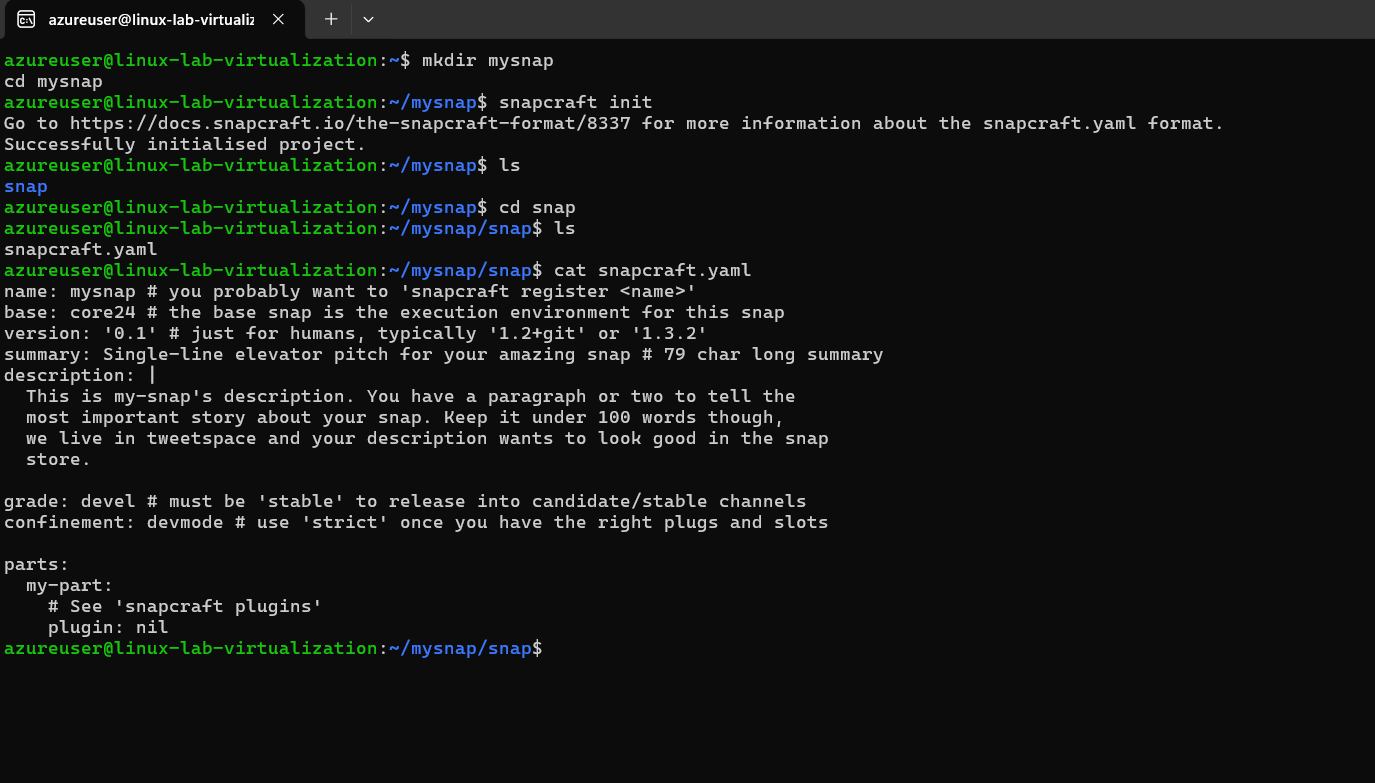 azureuser@linux-lab-virtualiz
azureuser@linux-lab-virtualization:~$ mkdir mysnap
cd mysnap
azureuser@linux-lab-virtualization:~/mysnap$ snapcraft init
Go to https://docs.snapcraft.io/the-snapcraft-format/8337 for more information about the snapcraft.yaml format.
Successfully initialised project.
azureuser@linux-lab-virtualization:~/mysnap$ ls
snap
azureuser@linux-lab-virtualization:~/mysnap$ cd snap
azureuser@linux-lab-virtualization:~/mysnap/snap$ ls
snapcraft.yaml
azureuser@linux-lab-virtualization:~/mysnap/snap$ cat snapcraft.yaml
name: mysnap # you probably want to 'snapcraft register <name>'
base: core24 # the base snap is the execution environment for this snap
version: '0.1' # just for humans, typically '1.2+git' or '1.3.2'
summary: Single-line elevator pitch for your amazing snap # 79 char long summary
description: |
  This is my-snap's description. You have a paragraph or two to tell the
  most important story about your snap. Keep it under 100 words though,
  we live in tweetspace and your description wants to look good in the snap
  store.

grade: devel # must be 'stable' to release into candidate/stable channels
confinement: devmode # use 'strict' once you have the right plugs and slots

parts:
  my-part:
    # See 'snapcraft plugins'
    plugin: nil
azureuser@linux-lab-virtualization:~/mysnap/snap$